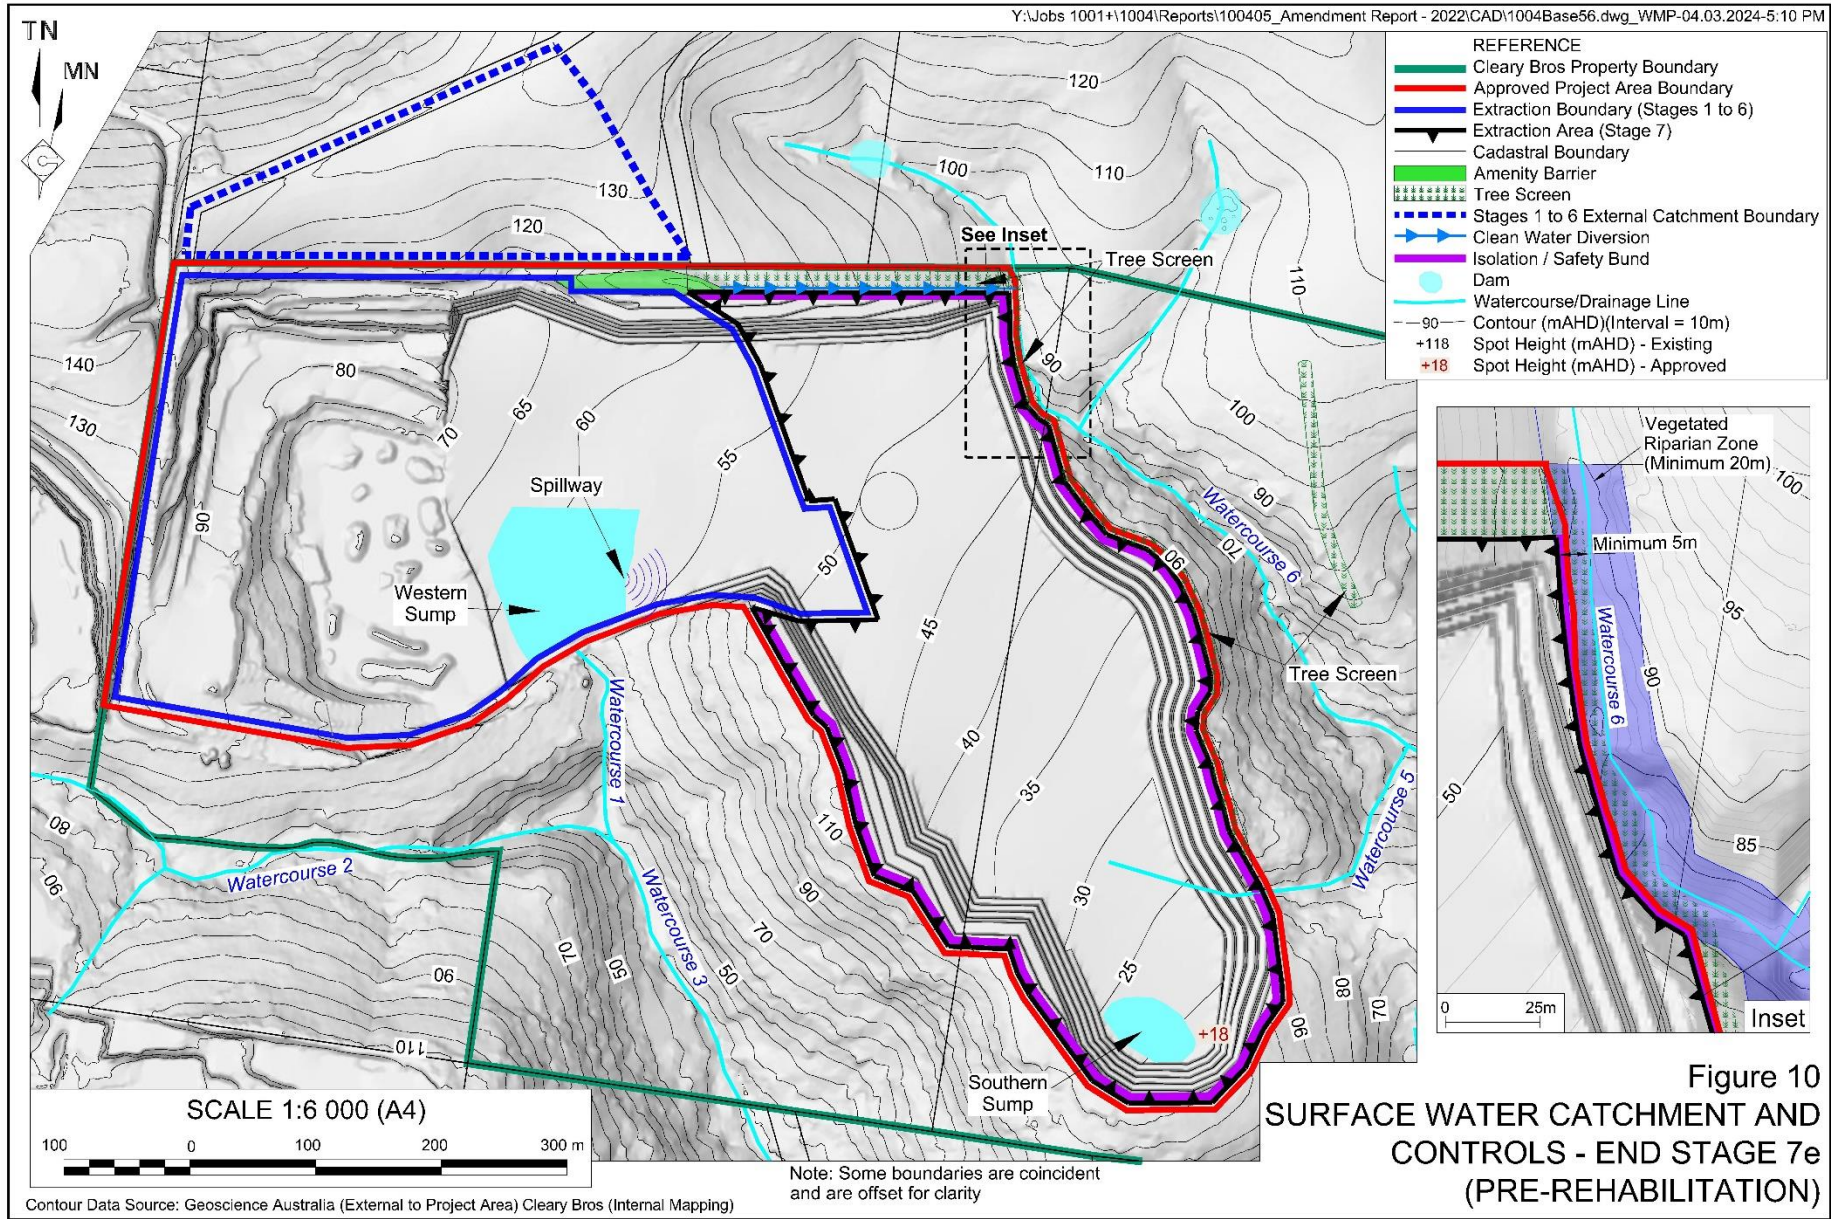 Y:\Jobs 1001+\1004\Reports\100405_Amendment Report - 2022\CAD\1004Base56.dwg_WMP-04.03.2024-5:10 PM
TN
MN
REFERENCE
Cleary Bros Property Boundary
Approved Project Area Boundary
Extraction Boundary (Stages 1 to 6)
Extraction Area (Stage 7)
Cadastral Boundary
Amenity Barrier
Tree Screen
Stages 1 to 6 External Catchment Boundary
Clean Water Diversion
Isolation / Safety Bund
Dam
Watercourse/Drainage Line
90 Contour (mAHD)(Interval = 10m)
+118 Spot Height (mAHD) - Existing
+18 Spot Height (mAHD) - Approved
120
100
110
130
120
See Inset
Tree Screen
110
140
80
90
130
65
60
70
55
100
90
Spillway
90
Watercourse 6
70
50
90
Western
Sump
45
Tree Screen
Watercourse 1
40
35
110
Watercourse 5
80
Watercourse 2
90
Watercourse 3
90
30
70
70
50
50
90
25
80
70
90
+18
110
Southern
Sump
Vegetated
Riparian Zone
(Minimum 20m)
100
Minimum 5m
95
Watercourse 6
90
50
85
0 25m
Inset
SCALE 1:6 000 (A4)
100 0 100 200 300 m
Note: Some boundaries are coincident
and are offset for clarity
Contour Data Source: Geoscience Australia (External to Project Area) Cleary Bros (Internal Mapping)
Figure 10
SURFACE WATER CATCHMENT AND
CONTROLS - END STAGE 7e
(PRE-REHABILITATION)